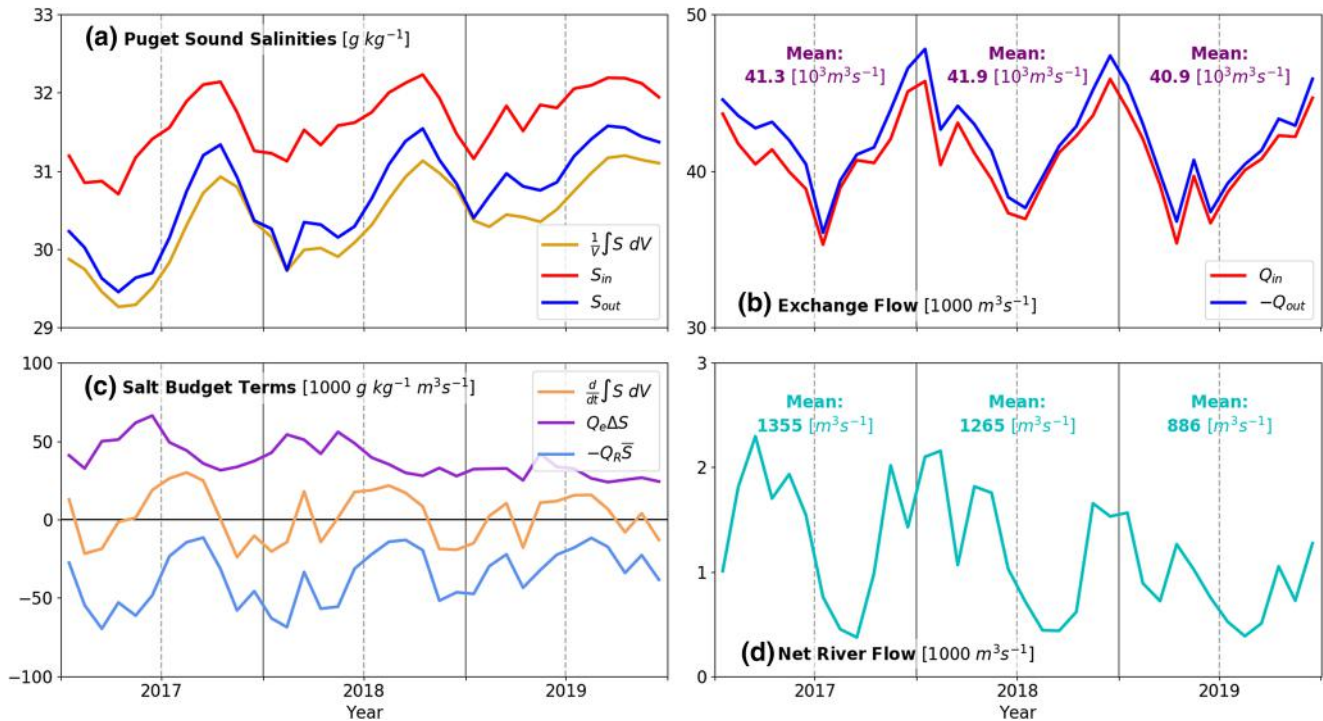 33
32
31
30
29
(a) Puget Sound Salinities [g kg⁻¹]
1/V ∫S dV
S_in
S_out
50
40
30
Mean:
41.3 [10³m³s⁻¹]
Mean:
41.9 [10³m³s⁻¹]
Mean:
40.9 [10³m³s⁻¹]
Q_in
−Q_out
(b) Exchange Flow [1000 m³s⁻¹]
100
50
0
−50
−100
(c) Salt Budget Terms [1000 g kg⁻¹ m³s⁻¹]
d/dt ∫S dV
Q_eΔS
−Q_R S̅
2017
2018
2019
Year
3
2
1
0
Mean:
1355 [m³s⁻¹]
Mean:
1265 [m³s⁻¹]
Mean:
886 [m³s⁻¹]
(d) Net River Flow [1000 m³s⁻¹]
2017
2018
2019
Year